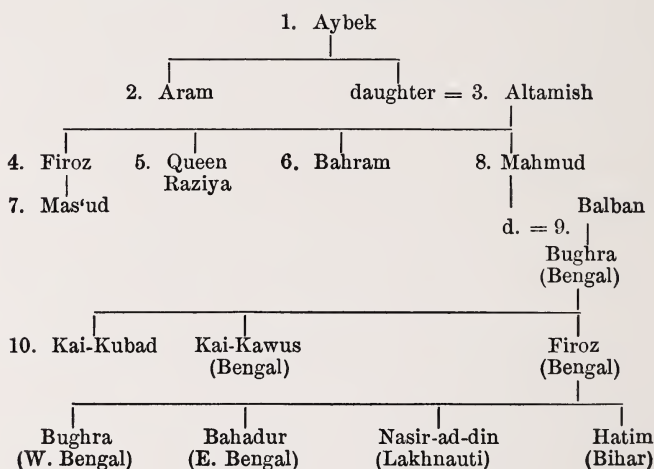 1. Aybek
2. Aram daughter = 3. Altamish
4. Firoz 5. Queen Raziya 6. Bahram 8. Mahmud
7. Mas‘ud Balban
d. = 9.
Bughra
(Bengal)
10. Kai-Kubad Kai-Kawus Firoz
(Bengal) (Bengal)
Bughra Bahadur Nasir-ad-din Hatim
(W. Bengal) (E. Bengal) (Lakhnauti) (Bihar)